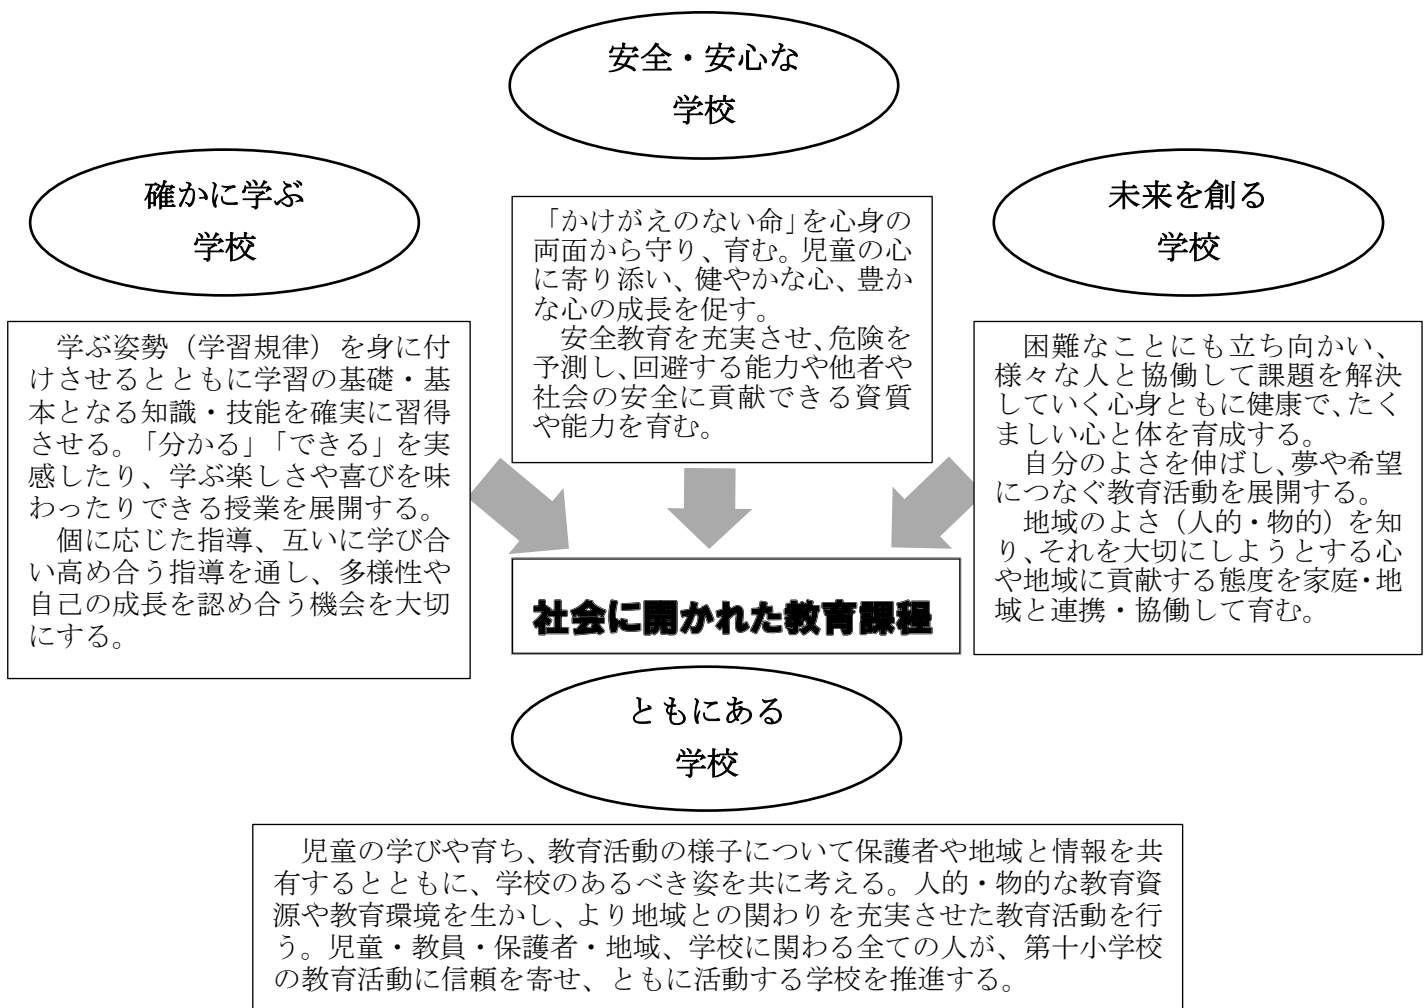 安全・安心な
学校
確かに学ぶ
学校
未来を創る
学校
「かけがえのない命」を心身の
両面から守り、育む。児童の心
に寄り添い、健やかな心、豊か
な心の成長を促す。
安全教育を充実させ、危険を
予測し、回避する能力や他者や
社会の安全に貢献できる資質
や能力を育む。
学ぶ姿勢（学習規律）を身に付
けさせるとともに学習の基礎・基
本となる知識・技能を確実に習得
させる。「分かる」「できる」を実
感したり、学ぶ楽しさや喜びを味
わったりできる授業を展開する。
個に応じた指導、互いに学び合
い高め合う指導を通し、多様性や
自己の成長を認め合う機会を大切
にする。
困難なことにも立ち向かい、
様々な人と協働して課題を解決
していく心身ともに健康で、たく
ましい心と体を育成する。
自分のよさを伸ばし、夢や希望
につなぐ教育活動を展開する。
地域のよさ（人的・物的）を知
り、それを大切にしようとする心
や地域に貢献する態度を家庭・地
域と連携・協働して育む。
社会に開かれた教育課程
ともにある
学校
児童の学びや育ち、教育活動の様子について保護者や地域と情報を共
有するとともに、学校のあるべき姿を共に考える。人的・物的な教育資
源や教育環境を生かし、より地域との関わりを充実させた教育活動を行
う。児童・教員・保護者・地域、学校に関わる全ての人が、第十小学校
の教育活動に信頼を寄せ、ともに活動する学校を推進する。